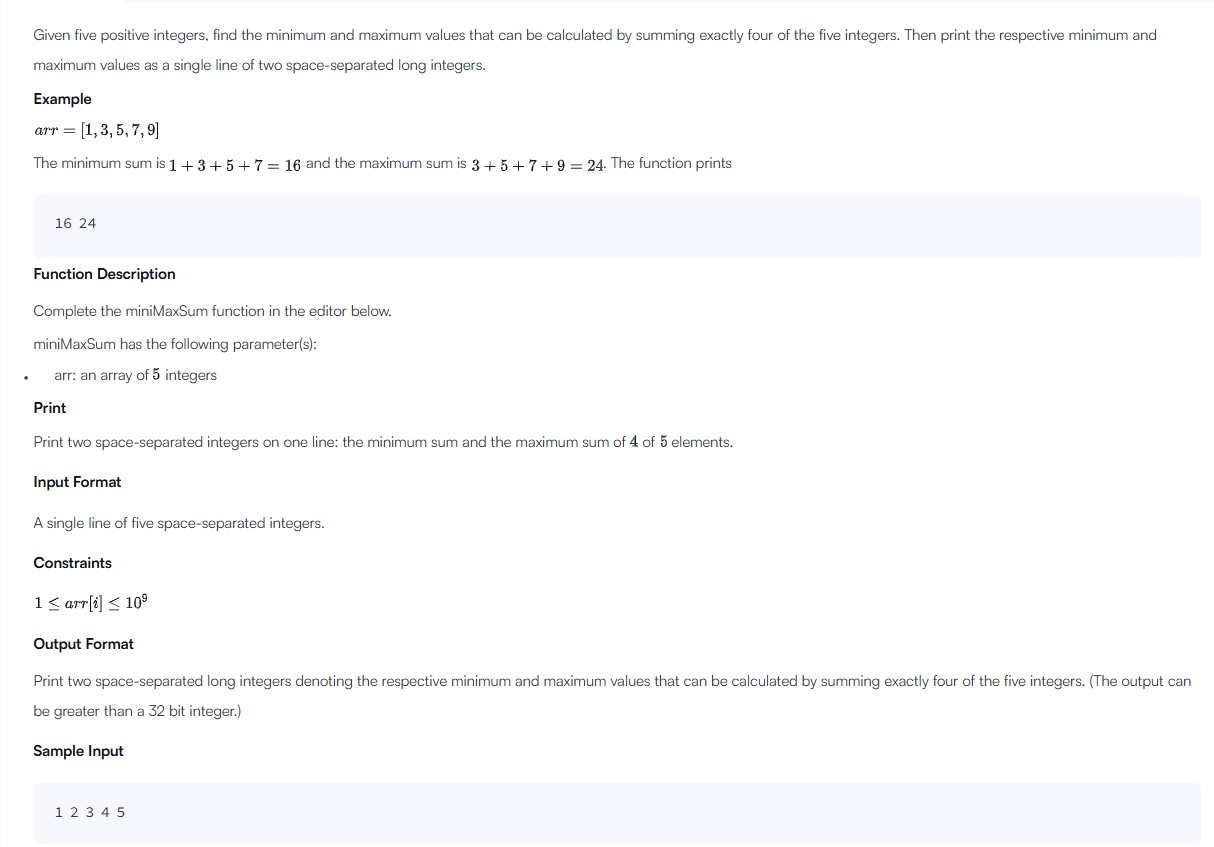 Given five positive integers, find the minimum and maximum values that can be calculated by summing exactly four of the five integers. Then print the respective minimum and
maximum values as a single line of two space-separated long integers.
Example
arr = [1, 3, 5, 7, 9]
The minimum sum is 1 + 3 + 5 + 7 = 16 and the maximum sum is 3 + 5 + 7 + 9 = 24. The function prints
16 24
Function Description
Complete the miniMaxSum function in the editor below.
miniMaxSum has the following parameter(s):
• arr: an array of 5 integers
Print
Print two space-separated integers on one line: the minimum sum and the maximum sum of 4 of 5 elements.
Input Format
A single line of five space-separated integers.
Constraints
1 ≤ arr[i] ≤ 10⁹
Output Format
Print two space-separated long integers denoting the respective minimum and maximum values that can be calculated by summing exactly four of the five integers. (The output can
be greater than a 32 bit integer.)
Sample Input
1 2 3 4 5